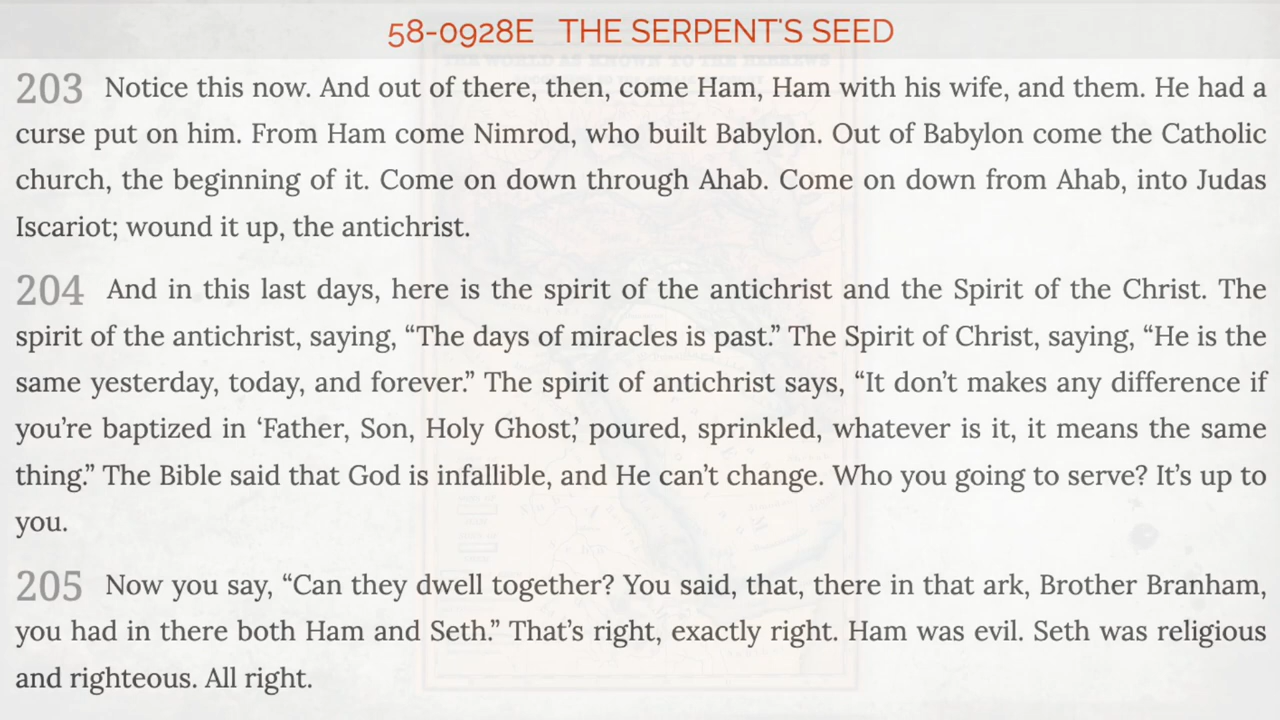 58-0928E THE SERPENT'S SEED
203 Notice this now. And out of there, then, come Ham, Ham with his wife, and them. He had a
curse put on him. From Ham come Nimrod, who built Babylon. Out of Babylon come the Catholic
church, the beginning of it. Come on down through Ahab. Come on down from Ahab, into Judas
Iscariot; wound it up, the antichrist.
204 And in this last days, here is the spirit of the antichrist and the Spirit of the Christ. The
spirit of the antichrist, saying, “The days of miracles is past.” The Spirit of Christ, saying, “He is the
same yesterday, today, and forever.” The spirit of antichrist says, “It don’t makes any difference if
you’re baptized in ‘Father, Son, Holy Ghost,’ poured, sprinkled, whatever is it, it means the same
thing.” The Bible said that God is infallible, and He can’t change. Who you going to serve? It’s up to
you.
205 Now you say, “Can they dwell together? You said, that, there in that ark, Brother Branham,
you had in there both Ham and Seth.” That’s right, exactly right. Ham was evil. Seth was religious
and righteous. All right.